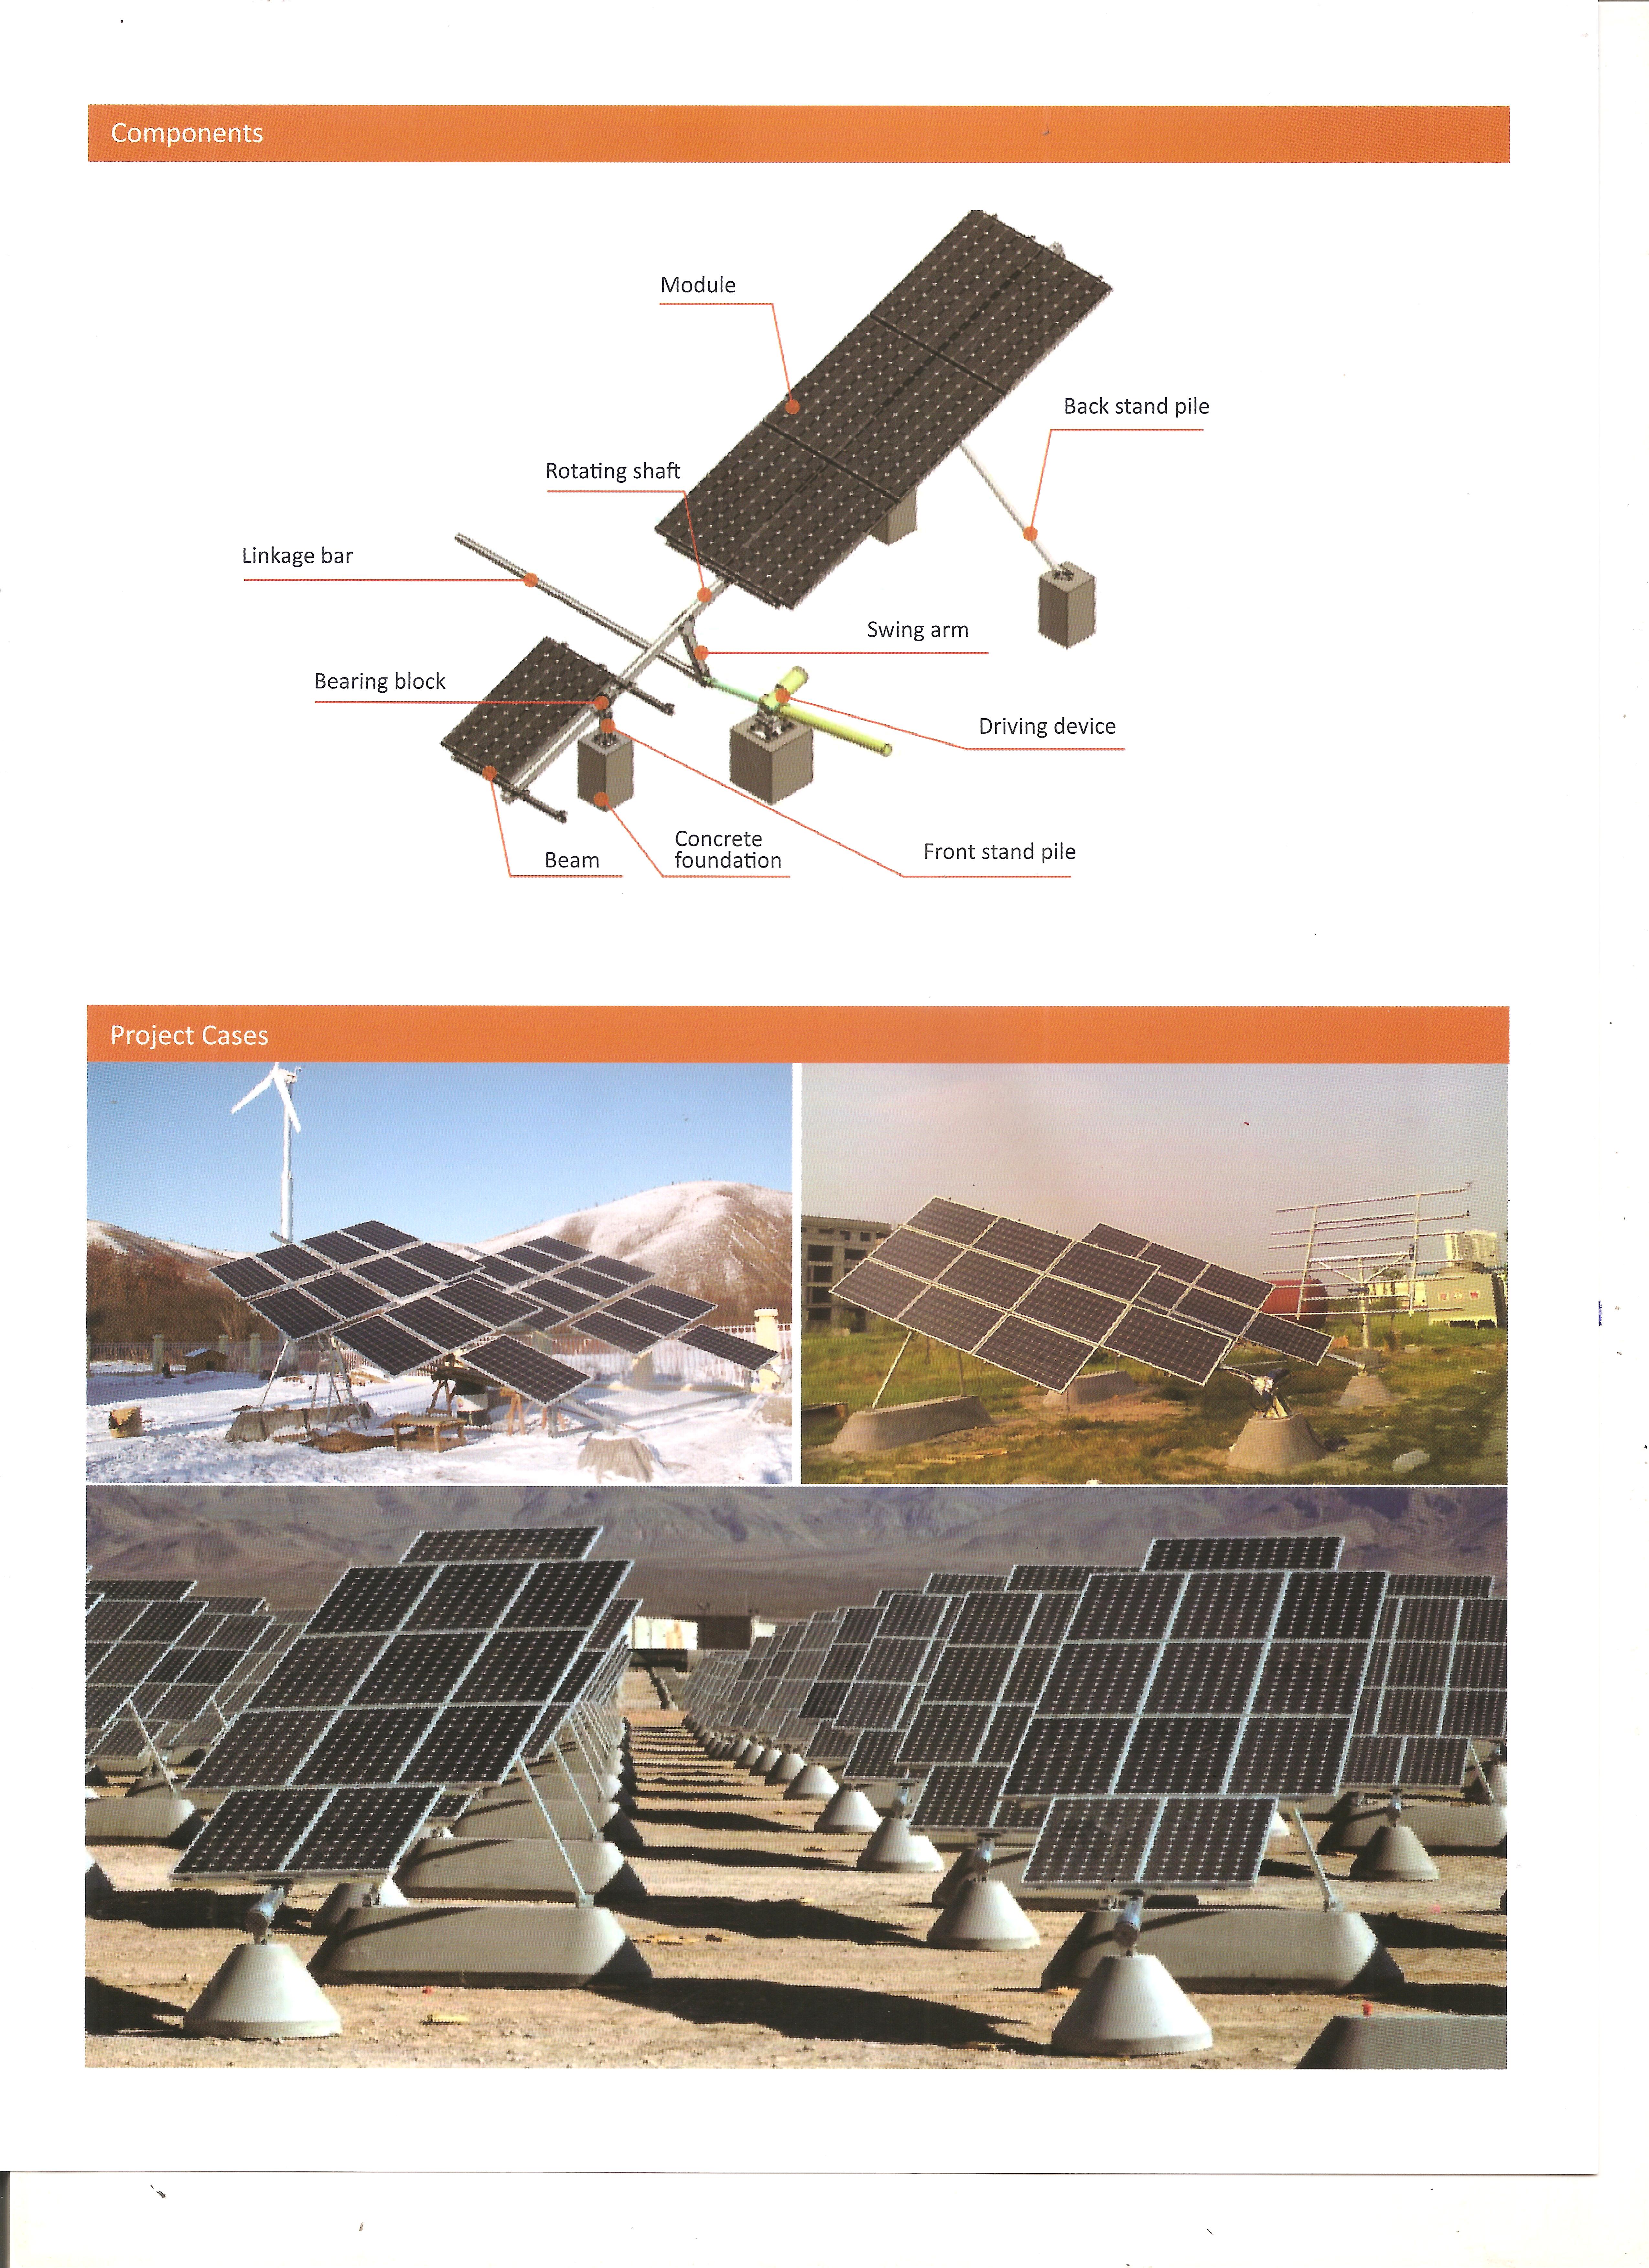 Components
Module
Back stand pile
Rotating shaft
Linkage bar
Swing arm
Bearing block
Driving device
Concrete
foundation
Front stand pile
Beam
Project Cases